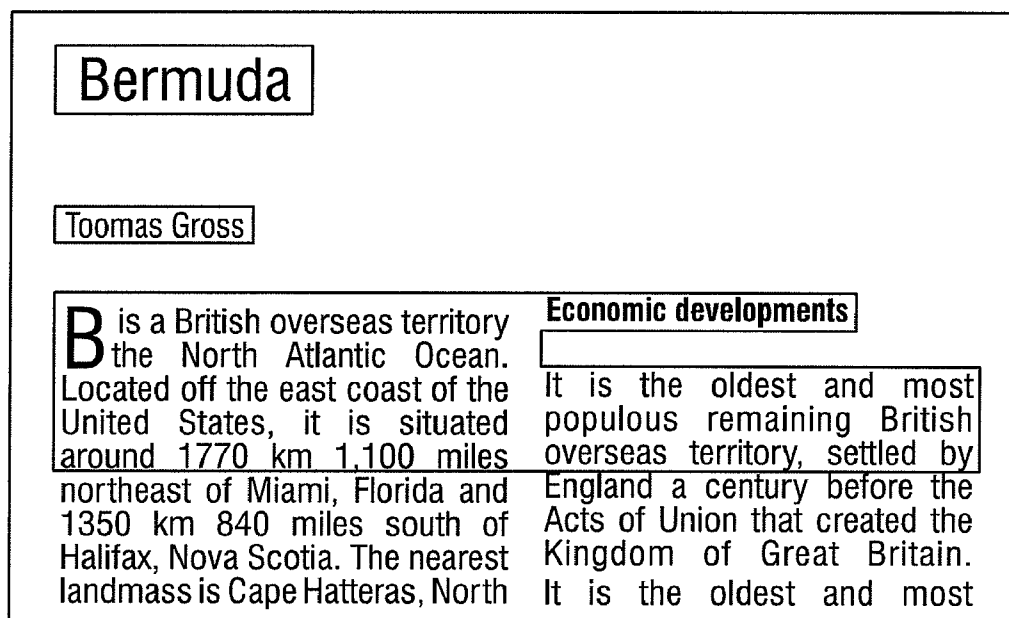 Bermuda
Toomas Gross
B is a British overseas territory
the North Atlantic Ocean.
Located off the east coast of the
United States, it is situated
around 1770 km 1,100 miles
northeast of Miami, Florida and
1350 km 840 miles south of
Halifax, Nova Scotia. The nearest
landmass is Cape Hatteras, North
Economic developments
It is the oldest and most
populous remaining British
overseas territory, settled by
England a century before the
Acts of Union that created the
Kingdom of Great Britain.
It is the oldest and most